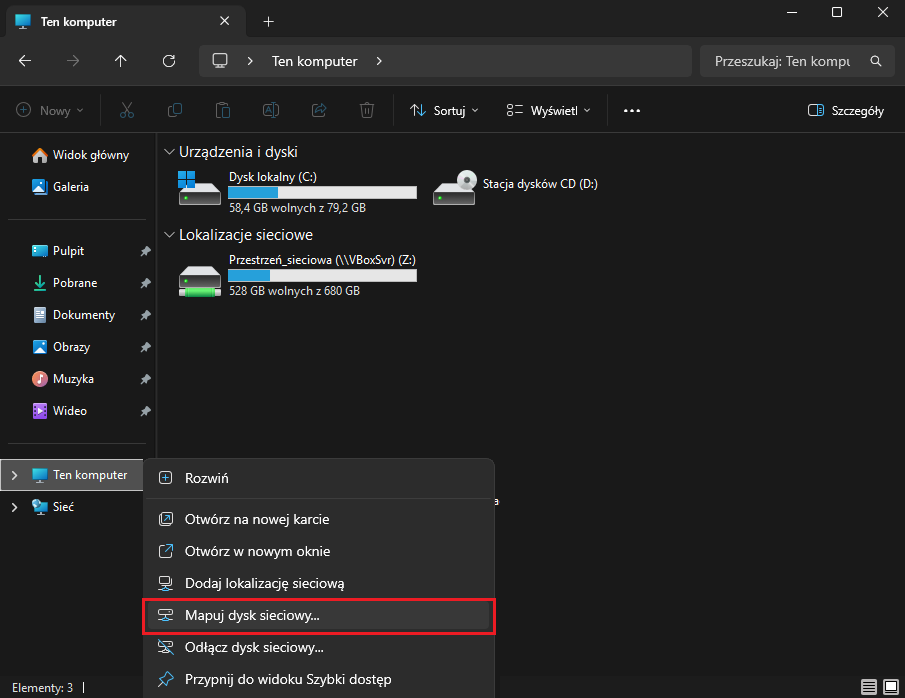 Ten komputer
Ten komputer
Przeszukaj: Ten kompu
Nowy
Sortuj
Wyświetl
Szczegóły
Widok główny
Galeria
Pulpit
Pobrane
Dokumenty
Obrazy
Muzyka
Wideo
Ten komputer
Sieć
Urządzenia i dyski
Dysk lokalny (C:)
58,4 GB wolnych z 79,2 GB
Stacja dysków CD (D:)
Lokalizacje sieciowe
Przestrzeń_sieciowa (\\VBoxSvr) (Z:)
528 GB wolnych z 680 GB
Rozwiń
Otwórz na nowej karcie
Otwórz w nowym oknie
Dodaj lokalizację sieciową
Mapuj dysk sieciowy...
Odłącz dysk sieciowy...
Przypnij do widoku Szybki dostęp
a
Elementy: 3